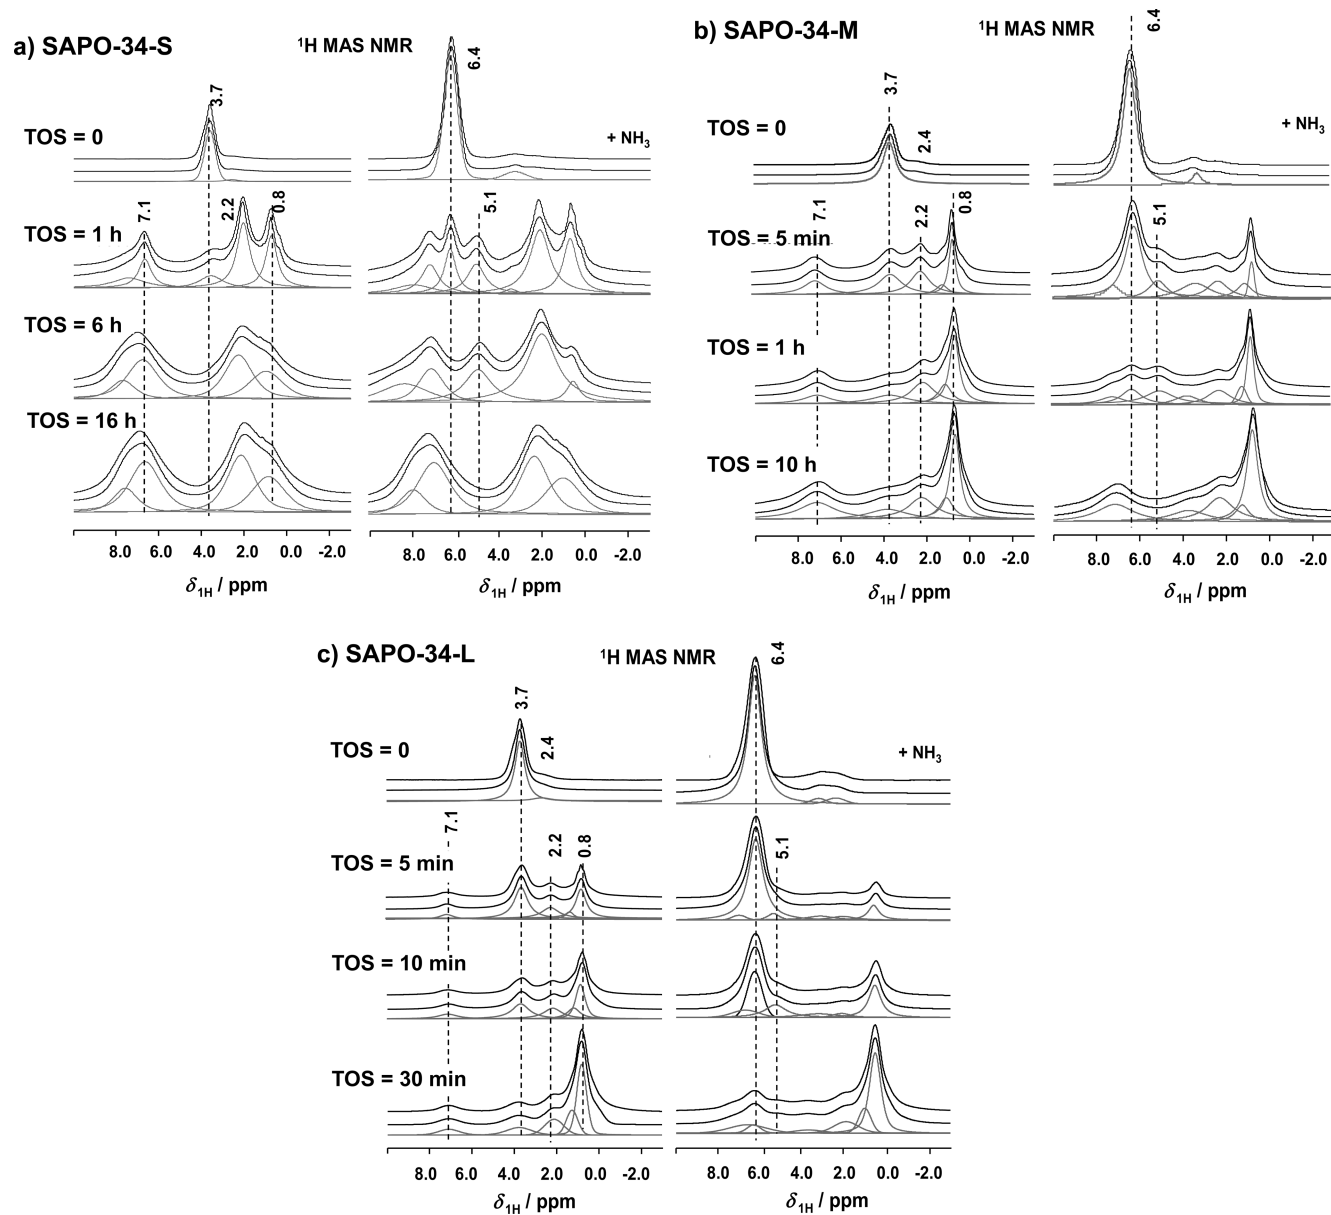 a) SAPO-34-S
¹H MAS NMR
TOS = 0
3.7
6.4
+ NH₃
TOS = 1 h
7.1
2.2
0.8
5.1
TOS = 6 h
TOS = 16 h
8.0 6.0 4.0 2.0 0.0 -2.0
8.0 6.0 4.0 2.0 0.0 -2.0
δ₁H / ppm
δ₁H / ppm
b) SAPO-34-M
¹H MAS NMR
6.4
TOS = 0
3.7
2.4
+ NH₃
TOS = 5 min
7.1
2.2
0.8
5.1
TOS = 1 h
TOS = 10 h
8.0 6.0 4.0 2.0 0.0 -2.0
8.0 6.0 4.0 2.0 0.0 -2.0
δ₁H / ppm
δ₁H / ppm
c) SAPO-34-L
¹H MAS NMR
6.4
TOS = 0
3.7
2.4
+ NH₃
TOS = 5 min
7.1
2.2
0.8
5.1
TOS = 10 min
TOS = 30 min
8.0 6.0 4.0 2.0 0.0 -2.0
8.0 6.0 4.0 2.0 0.0 -2.0
δ₁H / ppm
δ₁H / ppm